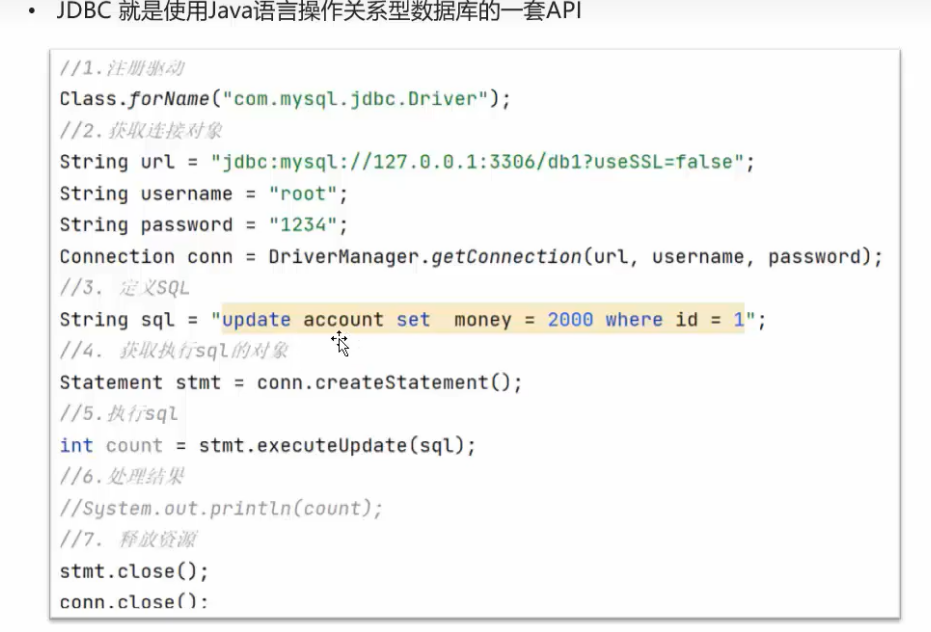 • JDBC 就是使用Java语言操作关系型数据库的一套API
//1.注册驱动
Class.forName("com.mysql.jdbc.Driver");
//2.获取连接对象
String url = "jdbc:mysql://127.0.0.1:3306/db1?useSSL=false";
String username = "root";
String password = "1234";
Connection conn = DriverManager.getConnection(url, username, password);
//3. 定义SQL
String sql = "update account set  money = 2000 where id = 1";
//4. 获取执行sql的对象
Statement stmt = conn.createStatement();
//5.执行sql
int count = stmt.executeUpdate(sql);
//6.处理结果
//System.out.println(count);
//7. 释放资源
stmt.close();
conn.close();